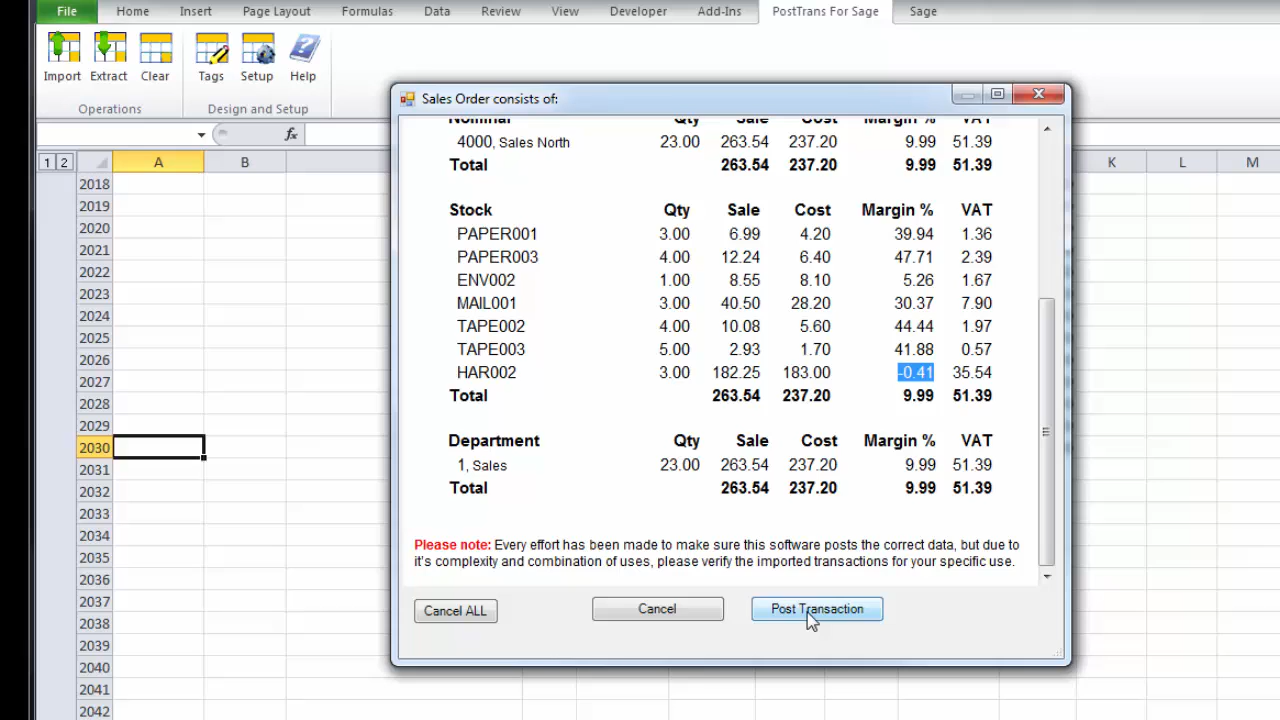 File Home Insert Page Layout Formulas Data Review View Developer Add-Ins PostTrans For Sage Sage
Import Extract Clear Tags Setup Help
Operations Design and Setup
fx
1 2 A B K L M
Sales Order consists of:
Nominal Sale Cost Margin % VAT
4000, Sales North 23.00 263.54 237.20 9.99 51.39
Total 263.54 237.20 9.99 51.39
Stock Qty Sale Cost Margin % VAT
PAPER001 3.00 6.99 4.20 39.94 1.36
PAPER003 4.00 12.24 6.40 47.71 2.39
ENV002 1.00 8.55 8.10 5.26 1.67
MAIL001 3.00 40.50 28.20 30.37 7.90
TAPE002 4.00 10.08 5.60 44.44 1.97
TAPE003 5.00 2.93 1.70 41.88 0.57
HAR002 3.00 182.25 183.00 -0.41 35.54
Total 263.54 237.20 9.99 51.39
Department Qty Sale Cost Margin % VAT
1, Sales 23.00 263.54 237.20 9.99 51.39
Total 263.54 237.20 9.99 51.39
Please note: Every effort has been made to make sure this software posts the correct data, but due to
it's complexity and combination of uses, please verify the imported transactions for your specific use.
Cancel ALL Cancel Post Transaction
2018
2019
2020
2021
2022
2023
2024
2025
2026
2027
2028
2029
2030
2031
2032
2033
2034
2035
2036
2037
2038
2039
2040
2041
2042